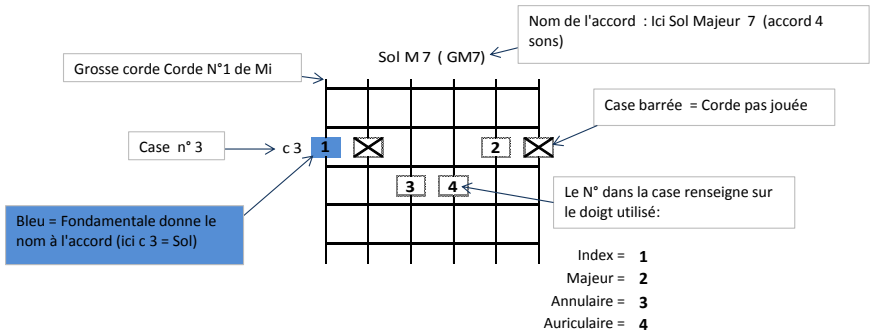 Nom de l'accord : Ici Sol Majeur 7 (accord 4
sons)
Sol M 7 ( GM7)
Grosse corde Corde N°1 de Mi
Case barrée = Corde pas jouée
Case n° 3
c 3
1
2
3
4
Le N° dans la case renseigne sur
le doigt utilisé:
Bleu = Fondamentale donne le
nom à l'accord (ici c 3 = Sol)
Index = 1
Majeur = 2
Annulaire = 3
Auriculaire = 4